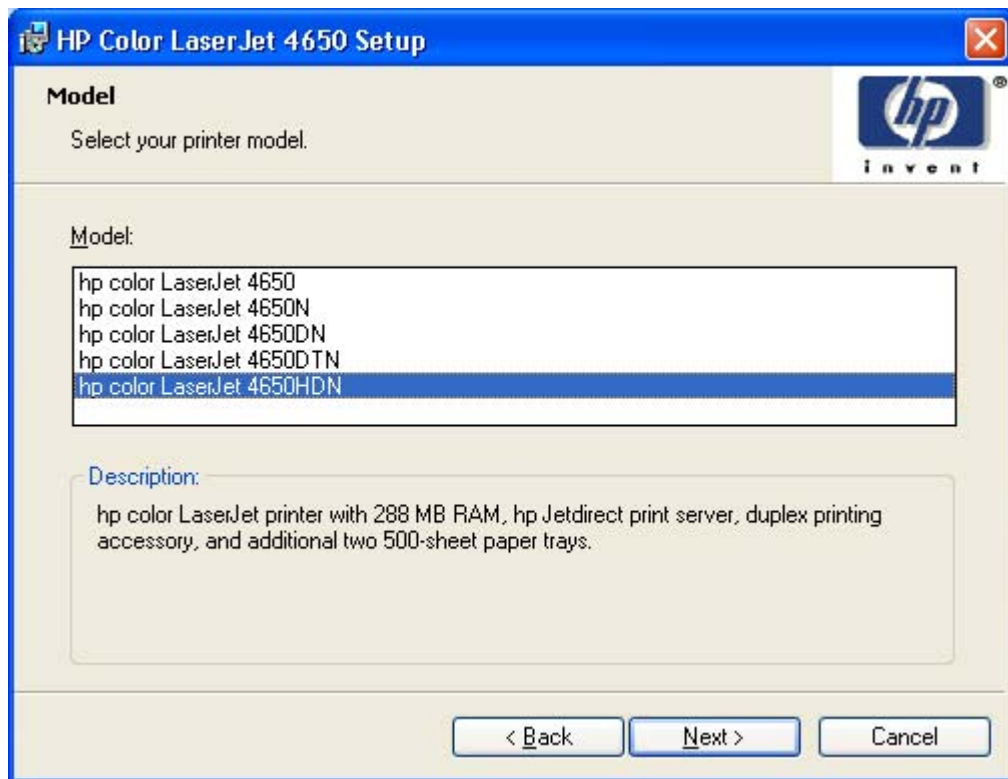 HP Color LaserJet 4650 Setup
Model
Select your printer model.
hp ®
invent
Model:
hp color LaserJet 4650
hp color LaserJet 4650N
hp color LaserJet 4650DN
hp color LaserJet 4650DTN
hp color LaserJet 4650HDN
Description:
hp color LaserJet printer with 288 MB RAM, hp Jetdirect print server, duplex printing
accessory, and additional two 500-sheet paper trays.
< Back Next > Cancel